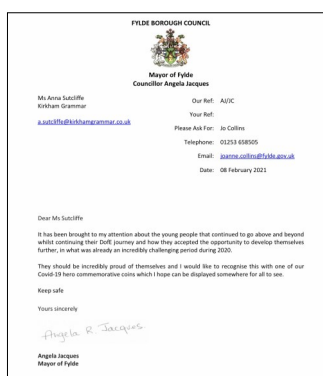 FYLDE BOROUGH COUNCIL
Mayor of Fylde
Councillor Angela Jacques
Ms Anna Sutcliffe
Kirkham Grammar
a.sutcliffe@kirkhamgrammar.co.uk
Our Ref: AJ/JC
Your Ref:
Please Ask For: Jo Collins
Telephone: 01253 658505
Email: joanne.collins@fylde.gov.uk
Date: 08 February 2021
Dear Ms Sutcliffe
It has been brought to my attention about the young people that continued to go above and beyond
whilst continuing their DofE journey and how they accepted the opportunity to develop themselves
further, in what was already an incredibly challenging period during 2020.
They should be incredibly proud of themselves and I would like to recognise this with one of our
Covid-19 hero commemorative coins which I hope can be displayed somewhere for all to see.
Keep safe
Yours sincerely
Angela R Jacques
Angela Jacques
Mayor of Fylde